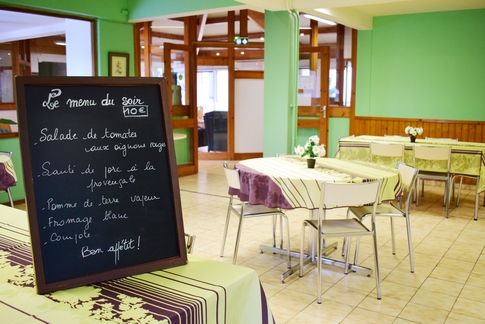 Le menu du soir
10€
Salade de tomates
aux oignons rouges
Sauté de porc à la
provençale
Pomme de terre vapeur
Fromage blanc
Compote
Bon appétit !